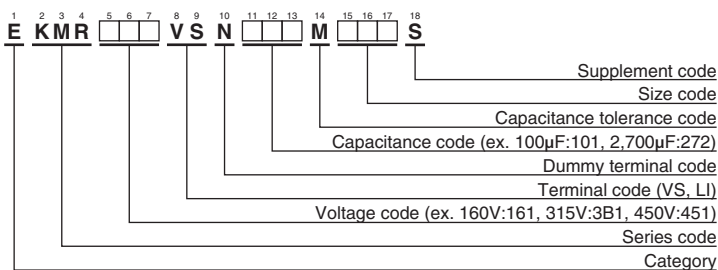 1 2 3 4 5 6 7 8 9 10 11 12 13 14 15 16 17 18
E KMR □□□ VS N □□□ M □□□ S
Supplement code
Size code
Capacitance tolerance code
Capacitance code (ex. 100µF:101, 2,700µF:272)
Dummy terminal code
Terminal code (VS, LI)
Voltage code (ex. 160V:161, 315V:3B1, 450V:451)
Series code
Category